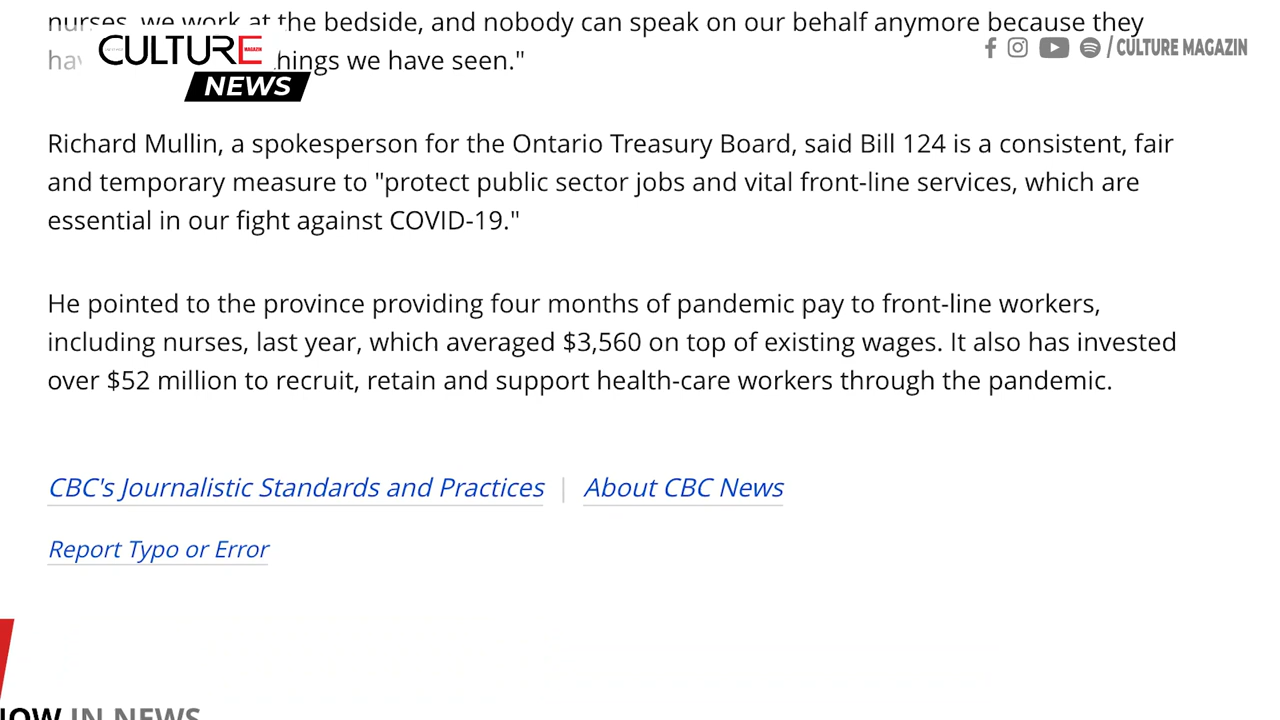 nurses, we work at the bedside, and nobody can speak on our behalf anymore because they
CULTURE
MAGAZIN
things we have seen."
NEWS
/ CULTURE MAGAZIN
Richard Mullin, a spokesperson for the Ontario Treasury Board, said Bill 124 is a consistent, fair
and temporary measure to "protect public sector jobs and vital front-line services, which are
essential in our fight against COVID-19."
He pointed to the province providing four months of pandemic pay to front-line workers,
including nurses, last year, which averaged $3,560 on top of existing wages. It also has invested
over $52 million to recruit, retain and support health-care workers through the pandemic.
CBC's Journalistic Standards and Practices | About CBC News
Report Typo or Error
IN NEWS